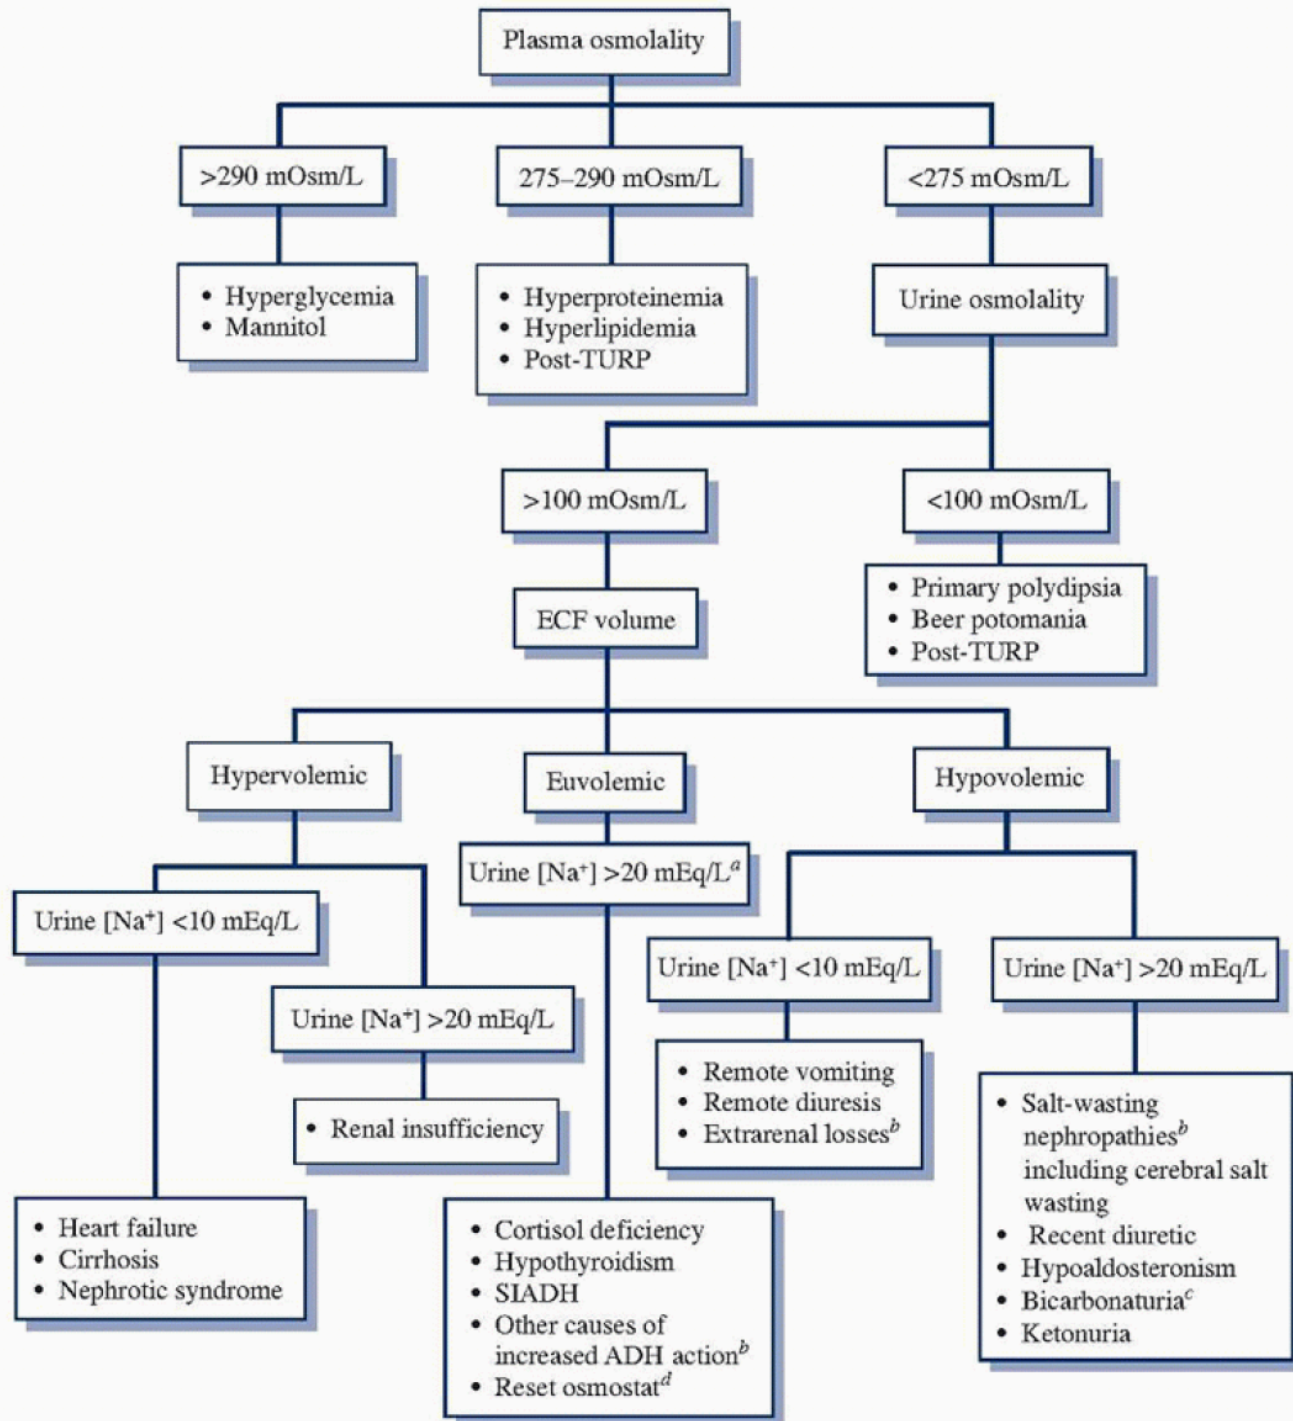 Plasma osmolality
>290 mOsm/L
275–290 mOsm/L
<275 mOsm/L
• Hyperglycemia
• Mannitol
• Hyperproteinemia
• Hyperlipidemia
• Post-TURP
Urine osmolality
>100 mOsm/L
<100 mOsm/L
• Primary polydipsia
• Beer potomania
• Post-TURP
ECF volume
Hypervolemic
Euvolemic
Hypovolemic
Urine [Na⁺] <10 mEq/L
Urine [Na⁺] >20 mEq/L
Urine [Na⁺] >20 mEq/Lᵃ
Urine [Na⁺] <10 mEq/L
Urine [Na⁺] >20 mEq/L
• Renal insufficiency
• Remote vomiting
• Remote diuresis
• Extrarenal lossesᵇ
• Heart failure
• Cirrhosis
• Nephrotic syndrome
• Cortisol deficiency
• Hypothyroidism
• SIADH
• Other causes of
increased ADH actionᵇ
• Reset osmostatᵈ
• Salt-wasting
nephropathiesᵇ
including cerebral salt
wasting
• Recent diuretic
• Hypoaldosteronism
• Bicarbonaturiaᶜ
• Ketonuria